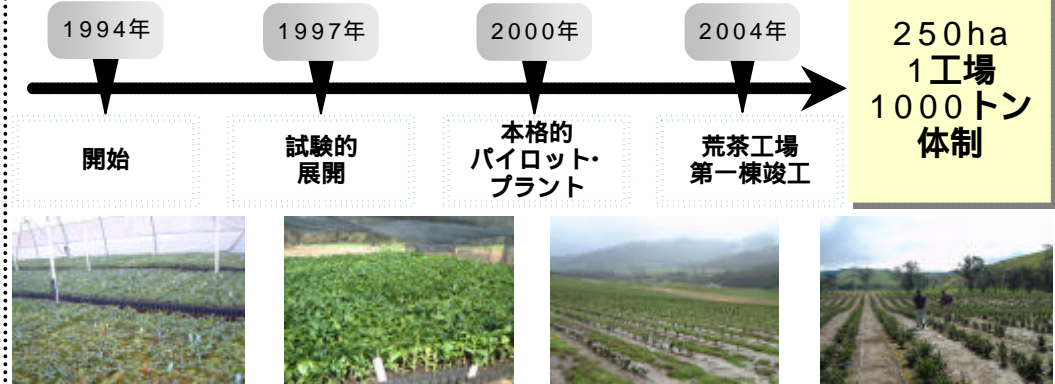 1994年
1997年
2000年
2004年
開始
試験的
展開
本格的
パイロット・
プラント
荒茶工場
第一棟竣工
250ha
1工場
1000トン
体制